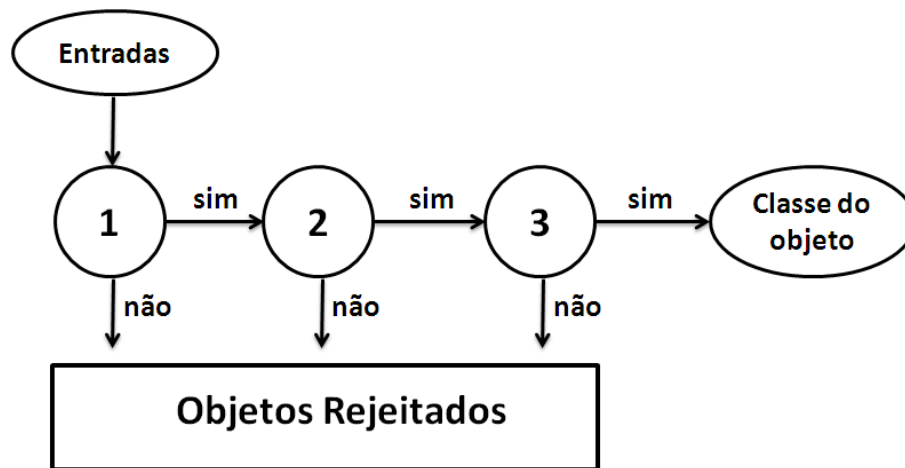 Entradas
1
sim
2
sim
3
sim
Classe do
objeto
não
não
não
Objetos Rejeitados